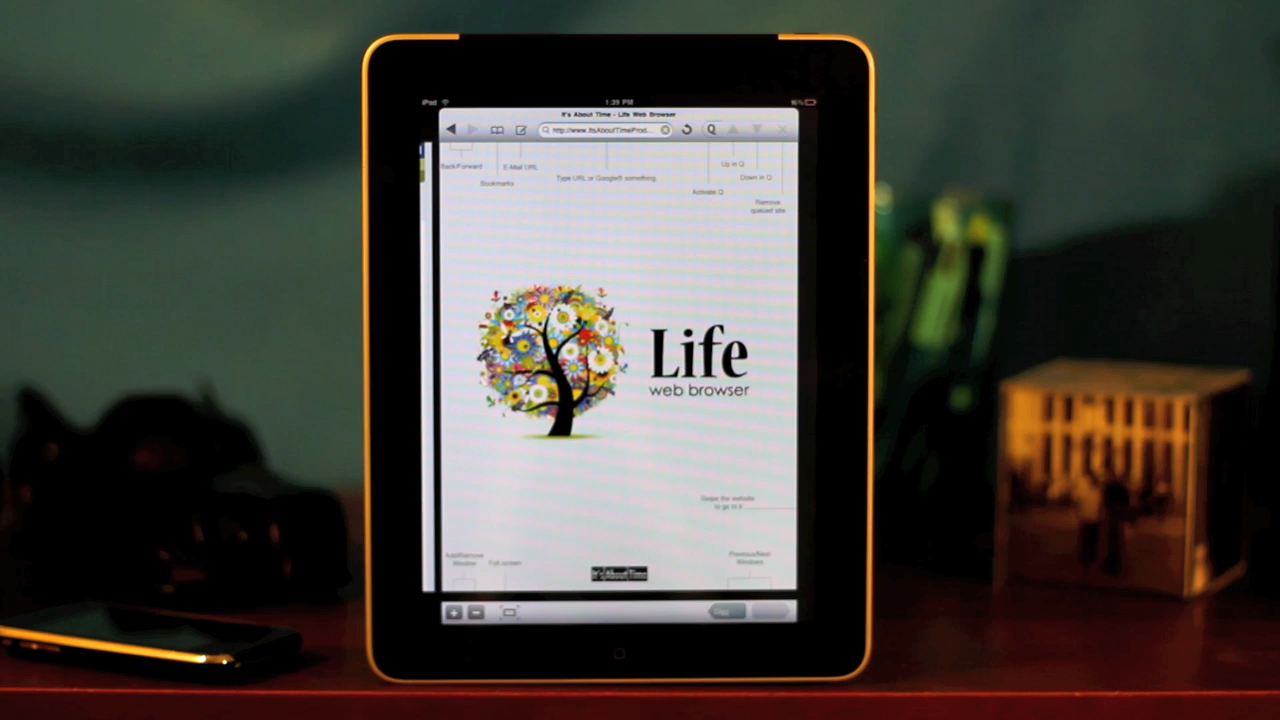 iPad
1:39 PM
It's About Time - Life Web Browser
http://www.ItsAboutTimeProd...
Q
Back/Forward
E-Mail URL
Up in Q
Bookmarks
Type URL or Google® something.
Down in Q
Activate Q
Remove
queued site
Life
web browser
Swipe the website
to go to it
Add/Remove
Window
Full screen
It's About Time
Previous/Next
Windows